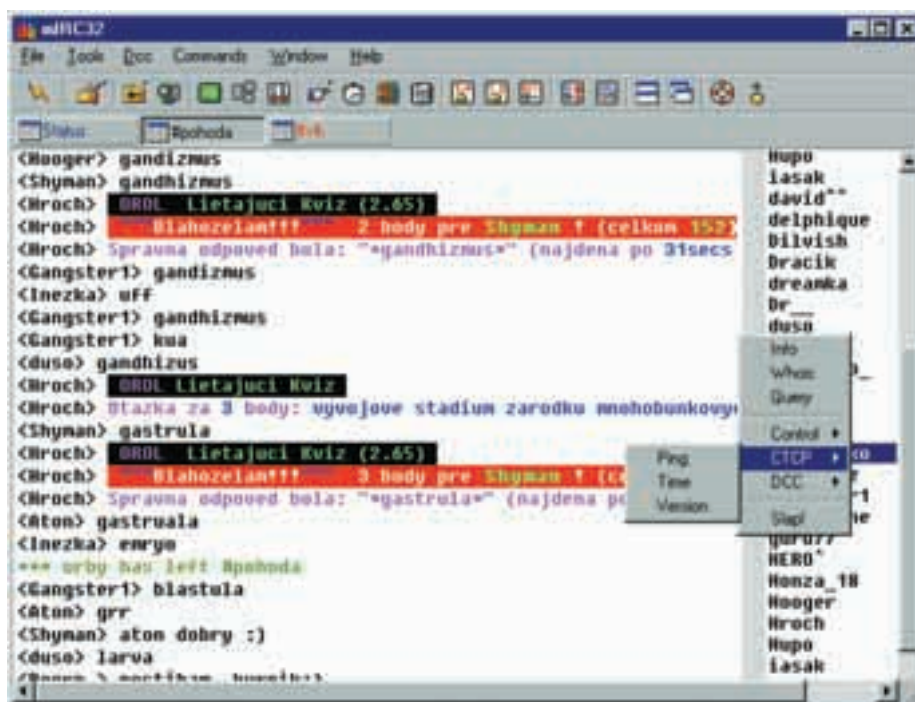 mIRC32
File Tools Dcc Commands Window Help
Status #pohoda
<Hooger> gandizmus
<Shyman> gandhizmus
<Hroch> OROL Lietajuci Kviz (2.65)
<Hroch> Blahozelam!!! 2 body pre Shyman ! (celkom 152)
<Hroch> Spravna odpoved bola: "*gandhizmus*" (najdena po 31secs
<Gangster1> gandizmus
<Inezka> uff
<Gangster1> gandhizmus
<Gangster1> kua
<duso> gandhizus
<Hroch> OROL Lietajuci Kviz
<Hroch> Otazka za 3 body: vyvojove stadium zarodku mnohobunkovy
<Shyman> gastrula
<Hroch> OROL Lietajuci Kviz (2.65)
<Hroch> Blahozelam!!! 3 body pre Shyman ! (ce
<Hroch> Spravna odpoved bola: "*gastrula*" (najdena po
<Aton> gastruala
<Inezka> emryo
*** orby has left #pohoda
<Gangster1> blastula
<Aton> grr
<Shyman> aton dobry :)
<duso> larva
Hupo
iasak
david^^
delphique
Dilvish
Dracik
dreamka
Dr__
duso
Info
Whois
Query
Control
CTCP
DCC
Slap!
Ping
Time
Version
guru77
HERO^
Honza_18
Hooger
Hroch
Hupo
iasak